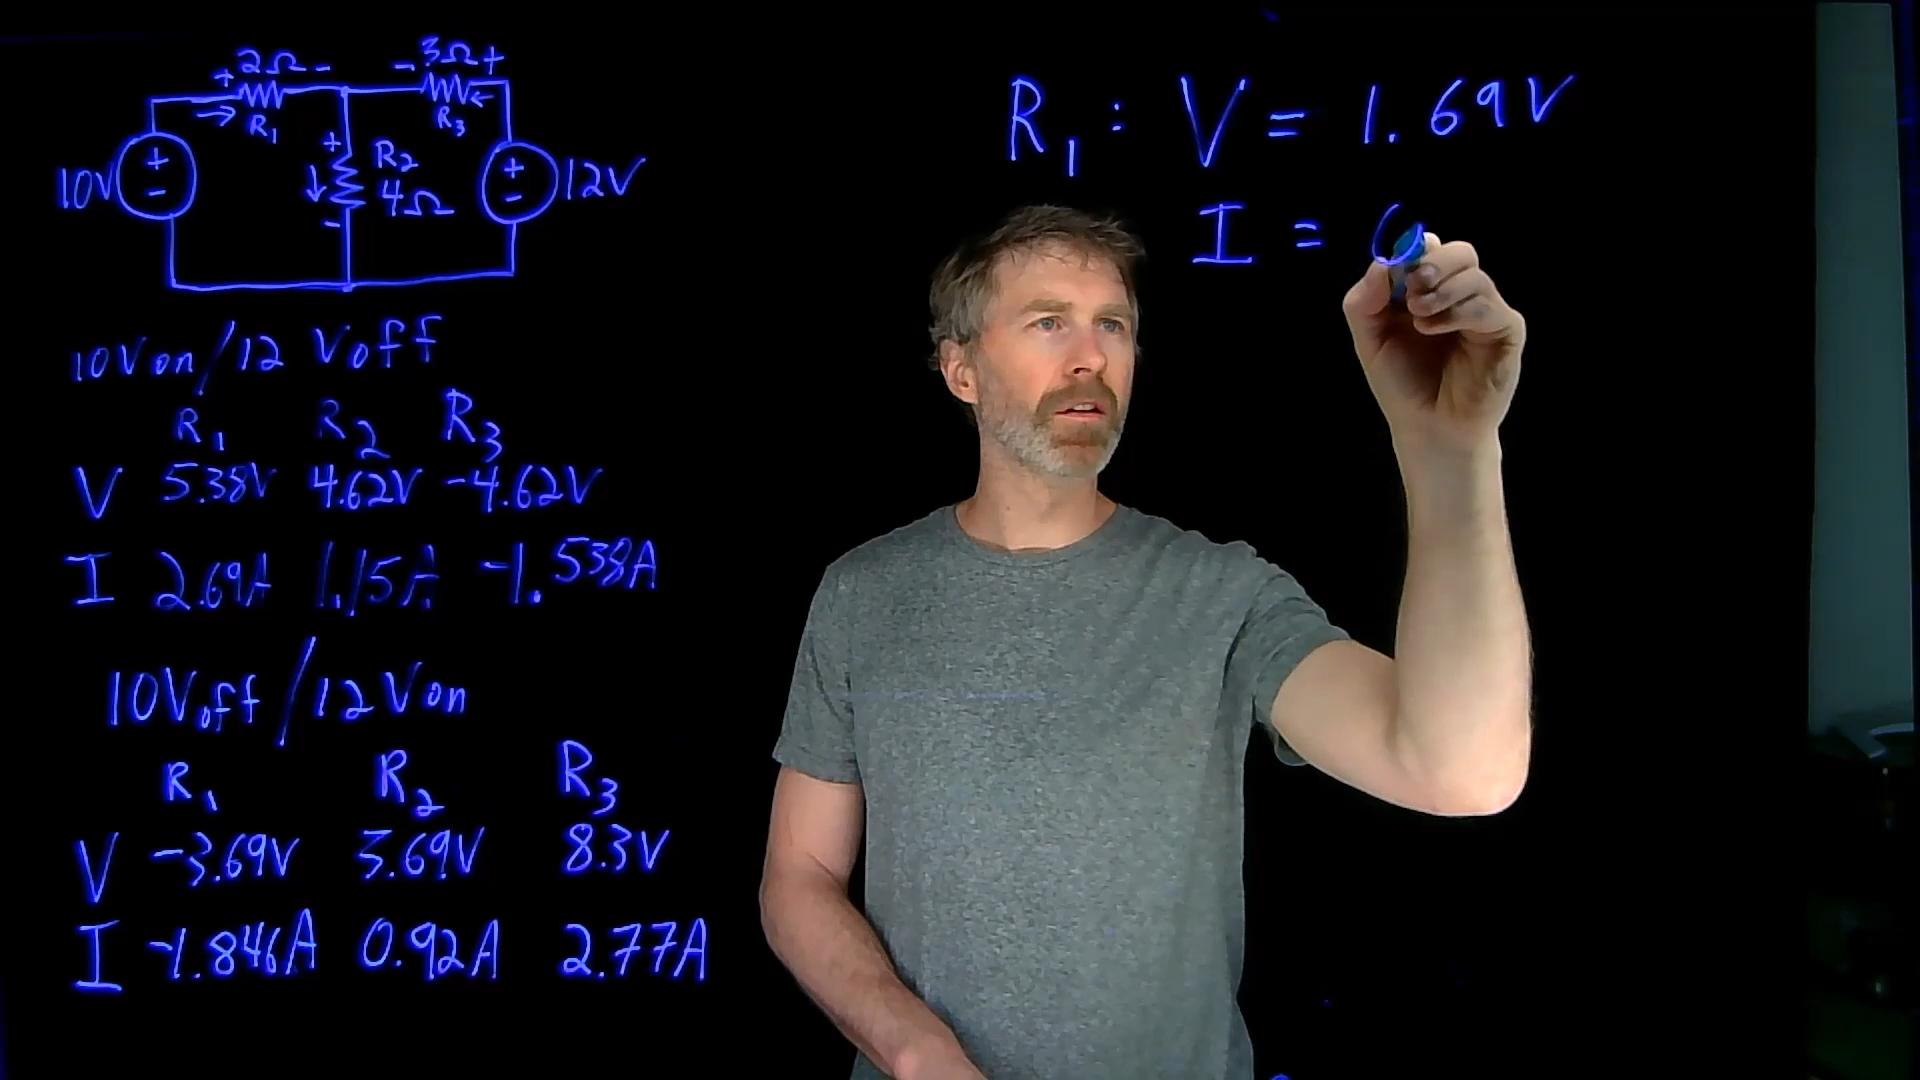 2Ω 3Ω
+ - - +
R1 R3
10V + - + R2 4Ω - + - 12V
10V on / 12 V off
R1 R2 R3
V 5.38V 4.62V -4.62V
I 2.69A 1.15A -1.538A
10V off / 12V on
R1 R2 R3
V -3.69V 3.69V 8.3V
I -1.846A 0.92A 2.77A
R1 : V = 1.69V
I = 0